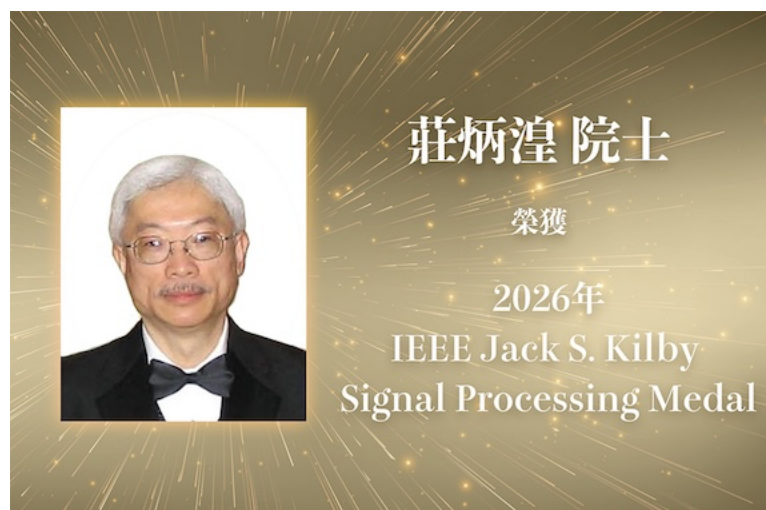 莊炳湟 院士
榮獲
2026年
IEEE Jack S. Kilby
Signal Processing Medal